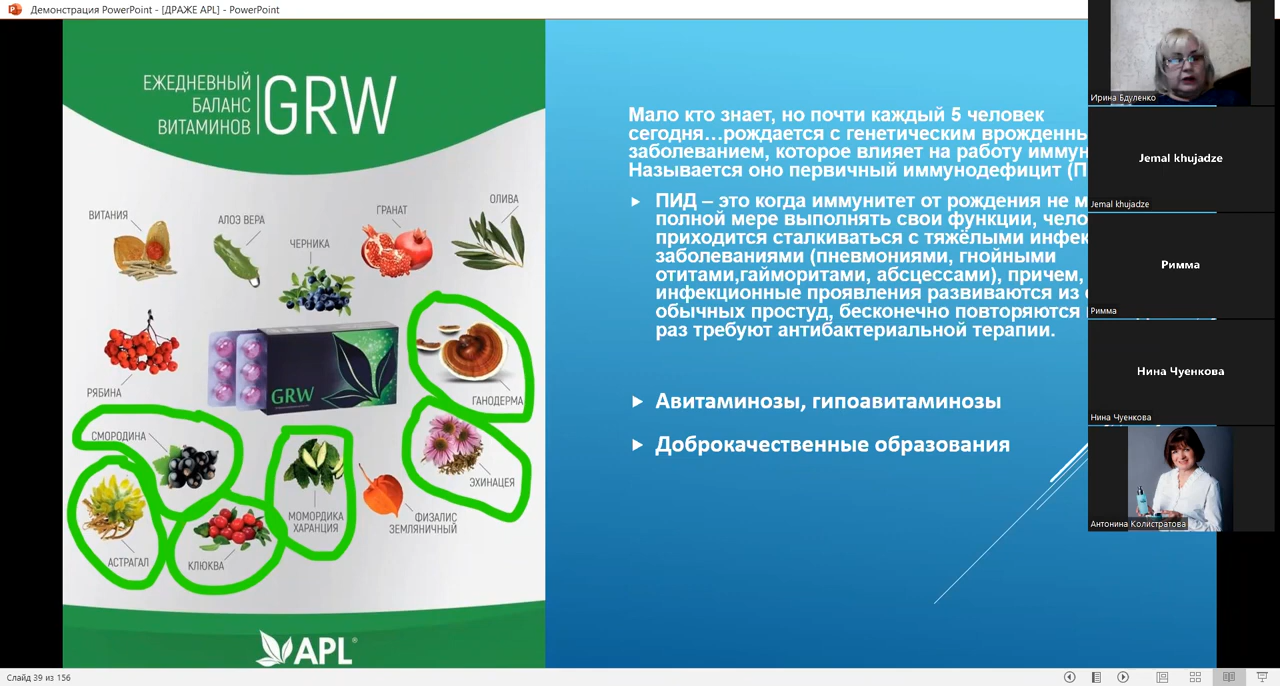 Демонстрация PowerPoint - [ДРАЖЕ APL] - PowerPoint
ЕЖЕДНЕВНЫЙ
БАЛАНС
ВИТАМИНОВ
GRW
ВИТАНИЯ
АЛОЭ ВЕРА
ЧЕРНИКА
ГРАНАТ
ОЛИВА
РЯБИНА
GRW
ГАНОДЕРМА
СМОРОДИНА
ЭХИНАЦЕЯ
АСТРАГАЛ
КЛЮКВА
МОМОРДИКА
ХАРАНЦИЯ
ФИЗАЛИС
ЗЕМЛЯНИЧНЫЙ
APL®
Мало кто знает, но почти каждый 5 человек
сегодня...рождается с генетическим врожденны
заболеванием, которое влияет на работу иммун
Называется оно первичный иммунодефицит (П
ПИД – это когда иммунитет от рождения не м
полной мере выполнять свои функции, чело
приходится сталкиваться с тяжёлыми инфек
заболеваниями (пневмониями, гнойными
отитами,гайморитами, абсцессами), причем,
инфекционные проявления развиваются из
обычных простуд, бесконечно повторяются
раз требуют антибактериальной терапии.
Авитаминозы, гипоавитаминозы
Доброкачественные образования
Ирина Бдуленко
Jemal khujadze
Jemal khujadze
Римма
Римма
Нина Чуенкова
Нина Чуенкова
Антонина Колистратова
Слайд 39 из 156